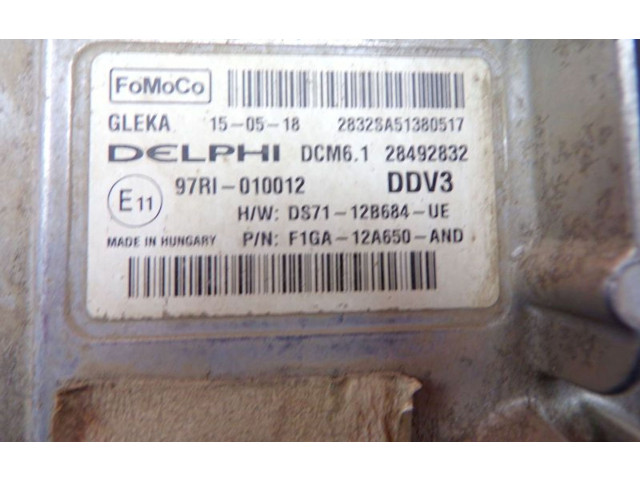 FoMoCo
GLEKA 15-05-18 2832SA51380517
DELPHI DCM6.1 28492832
E11 97RI-010012 DDV3
H/W: DS71-12B684-UE
MADE IN HUNGARY P/N: F1GA-12A650-AND